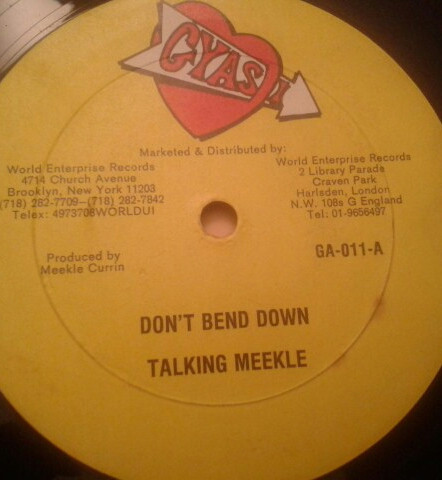 GYASI
Marketed & Distributed by:
World Enterprise Records
4714 Church Avenue
Brooklyn, New York 11203
(718) 282-7709—(718) 282-7842
Telex: 4973708WORLDUI
World Enterprise Records
2 Library Parade
Craven Park
Harlsden, London
N.W. 108s G England
Tel: 01-9656497
Produced by
Meekle Currin
GA-011-A
DON'T BEND DOWN
TALKING MEEKLE